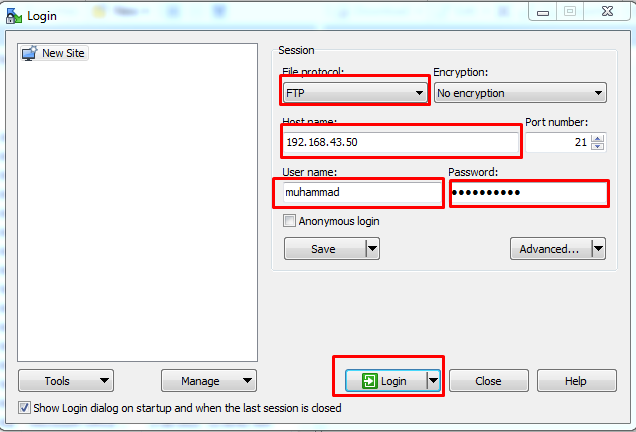 Login
New Site
Session
File protocol:
Encryption:
FTP
No encryption
Host name:
Port number:
192.168.43.50
21
User name:
Password:
muhammad
●●●●●●●●●●
Anonymous login
Save
Advanced...
Tools
Manage
Login
Close
Help
Show Login dialog on startup and when the last session is closed